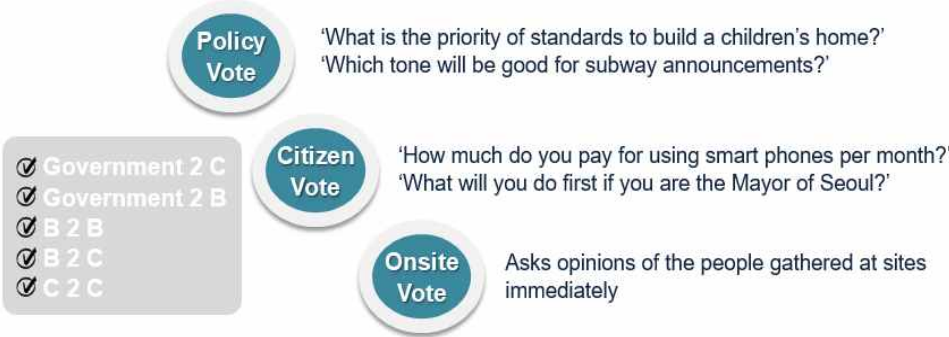 Policy
Vote
‘What is the priority of standards to build a children’s home?’
‘Which tone will be good for subway announcements?’
Government 2 C
Government 2 B
B 2 B
B 2 C
C 2 C
Citizen
Vote
‘How much do you pay for using smart phones per month?’
‘What will you do first if you are the Mayor of Seoul?’
Onsite
Vote
Asks opinions of the people gathered at sites
immediately